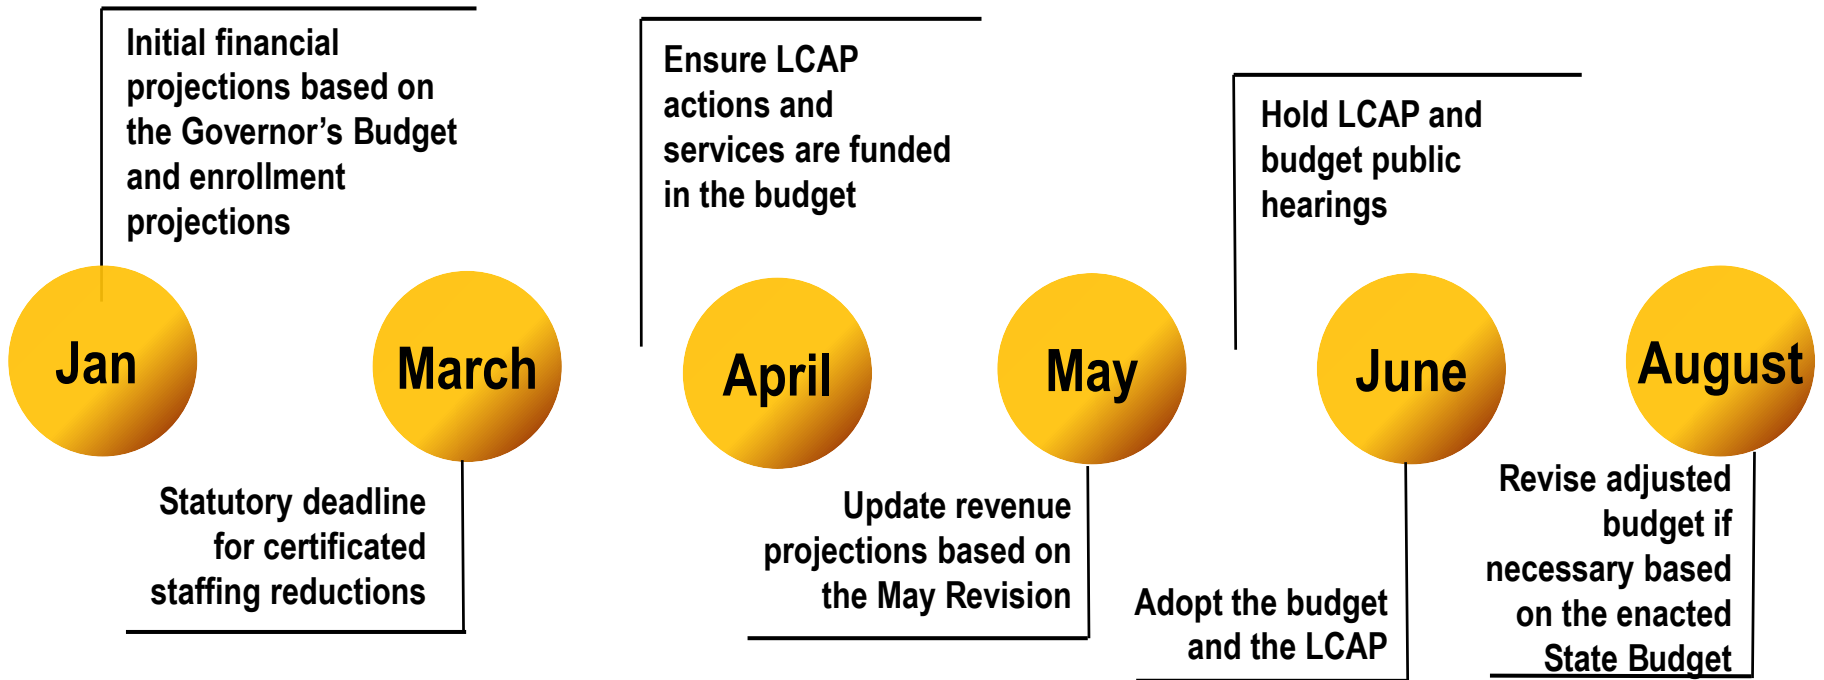 Initial financial
projections based on
the Governor’s Budget
and enrollment
projections
Ensure LCAP
actions and
services are funded
in the budget
Hold LCAP and
budget public
hearings
Jan
March
April
May
June
August
Statutory deadline
for certificated
staffing reductions
Update revenue
projections based on
the May Revision
Adopt the budget
and the LCAP
Revise adjusted
budget if
necessary based
on the enacted
State Budget